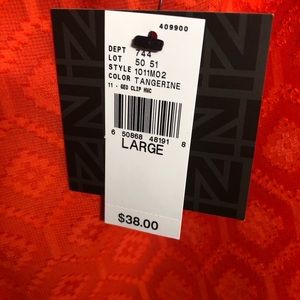 409900
DEPT 744
LOT 50 51
STYLE 1011M02
COLOR TANGERINE
11 - GEO CLIP HNC
6 50868 48191 8
LARGE
$38.00